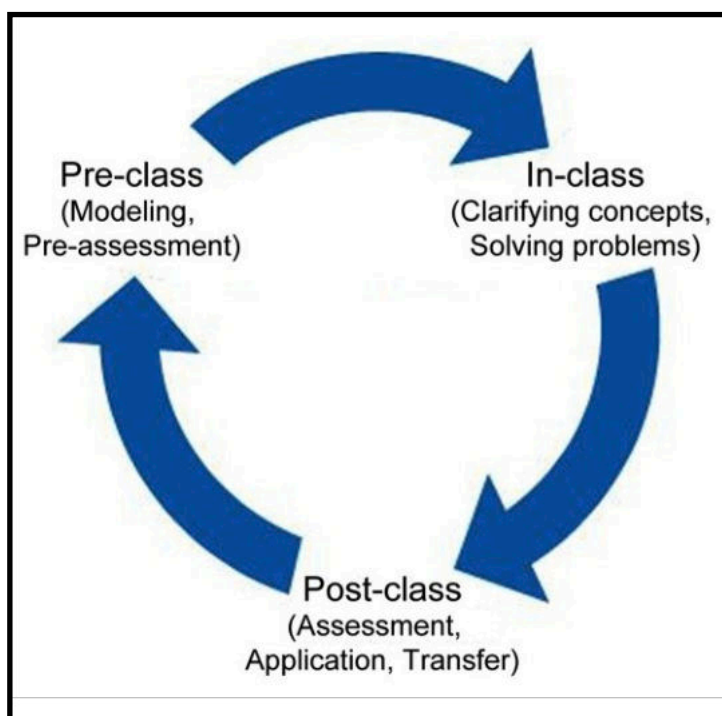 Pre-class
(Modeling,
Pre-assessment)
In-class
(Clarifying concepts,
Solving problems)
Post-class
(Assessment,
Application, Transfer)